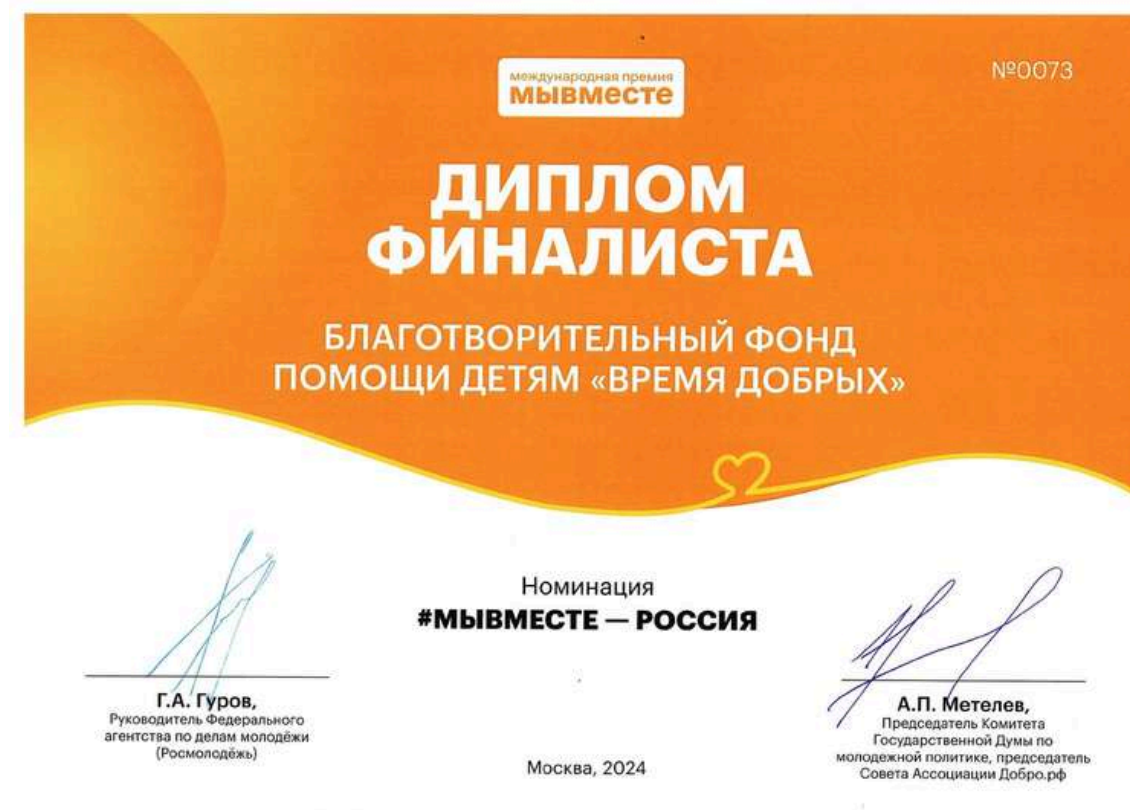 международная премия
МЫВМЕСТЕ
№0073
ДИПЛОМ
ФИНАЛИСТА
БЛАГОТВОРИТЕЛЬНЫЙ ФОНД
ПОМОЩИ ДЕТЯМ «ВРЕМЯ ДОБРЫХ»
Номинация
#МЫВМЕСТЕ — РОССИЯ
Г.А. Гуров,
Руководитель Федерального
агентства по делам молодёжи
(Росмолодёжь)
А.П. Метелев,
Председатель Комитета
Государственной Думы по
молодежной политике, председатель
Совета Ассоциации Добро.рф
Москва, 2024